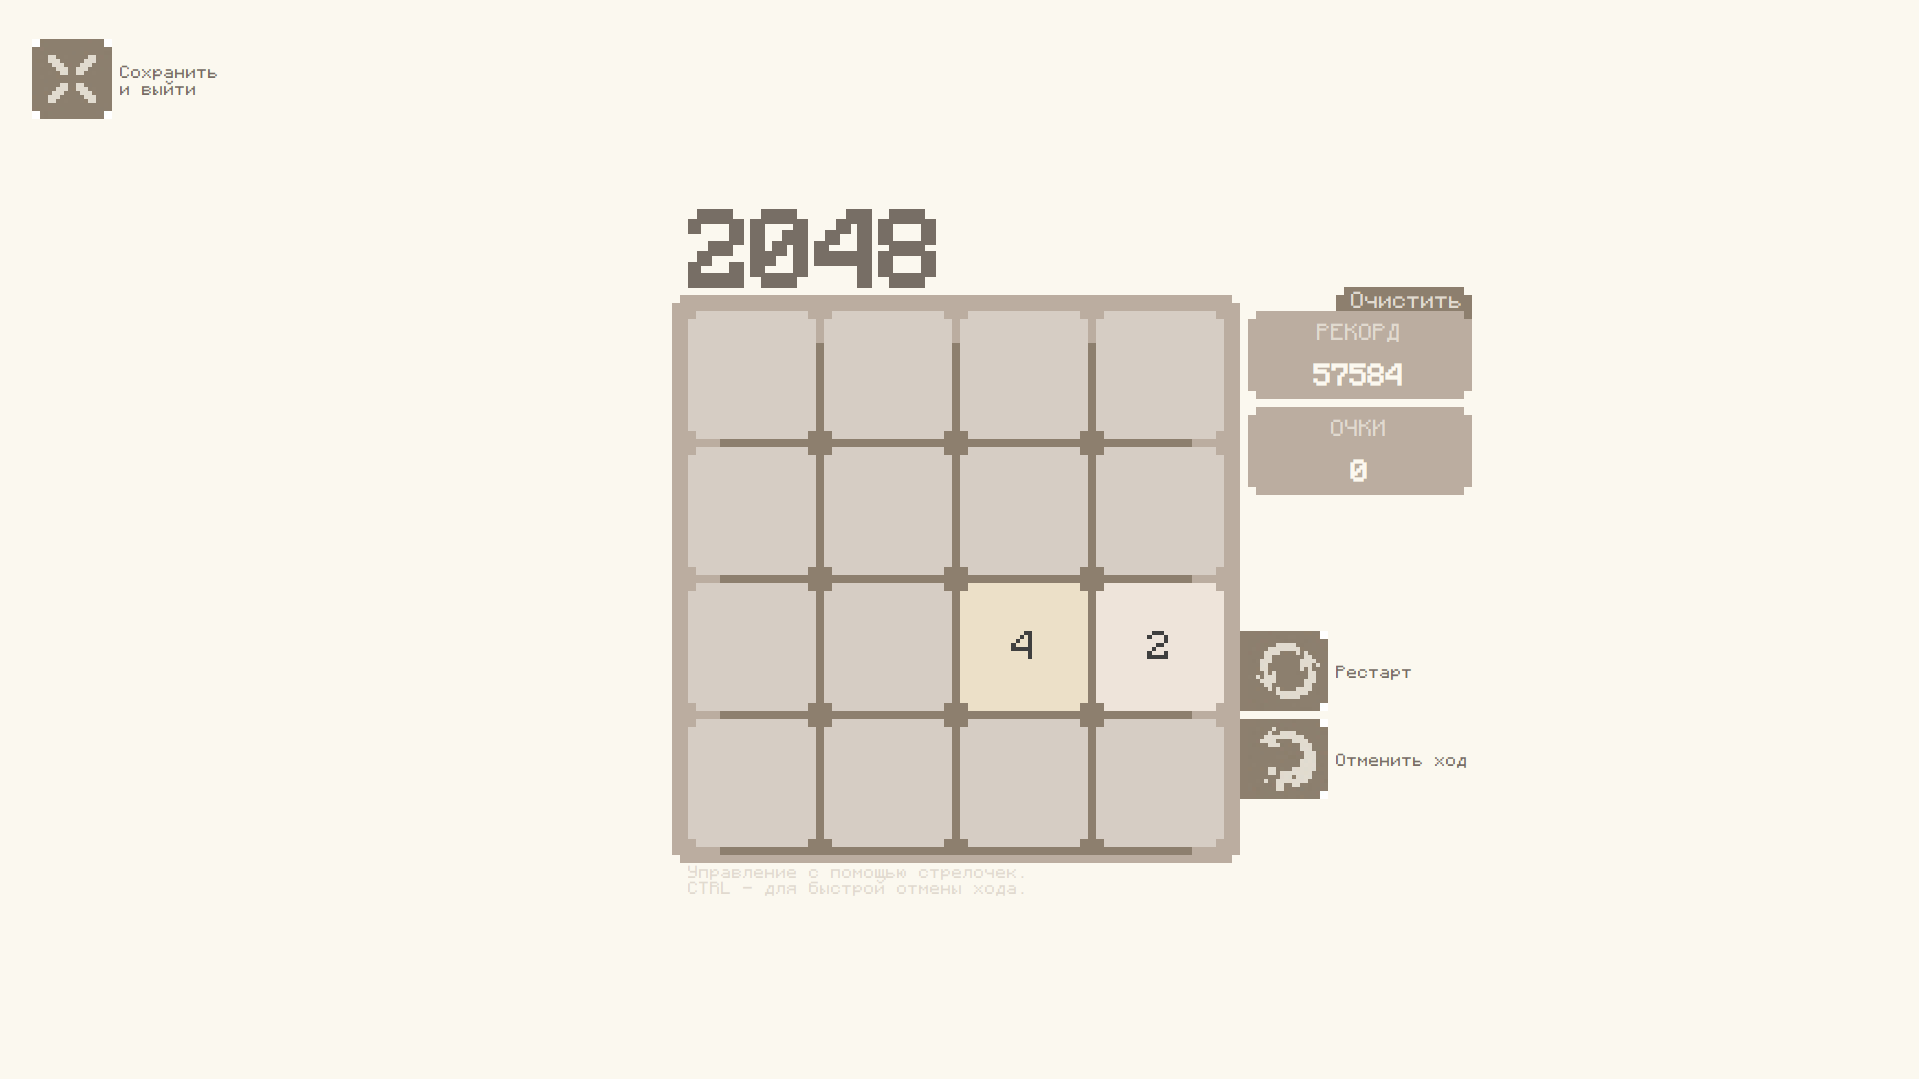 Сохранить
и выйти
2048
Очистить
РЕКОРД
57584
ОЧКИ
0
4 2
Рестарт
Отменить ход
Управление с помощью стрелочек.
CTRL - для быстрой отмены хода.